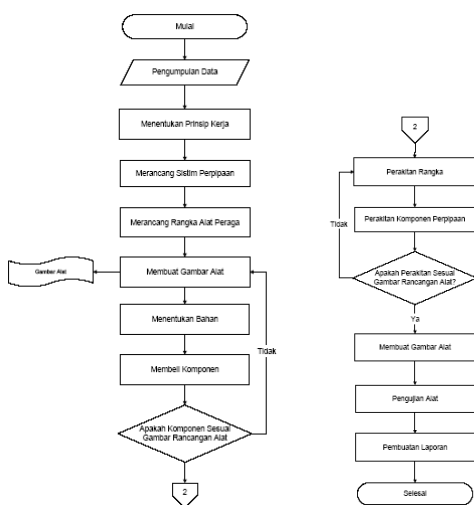 Mulai
Pengumpulan Data
Menentukan Prinsip Kerja
Merancang Sistim Perpipaan
Merancang Rangka Alat Peraga
Gambar Alat
Membuat Gambar Alat
Menentukan Bahan
Tidak
Membeli Komponen
Apakah Komponen Sesuai
Gambar Rancangan Alat
2
2
Perakitan Rangka
Tidak
Perakitan Komponen Perpipaan
Apakah Perakitan Sesuai
Gambar Rancangan Alat?
Ya
Membuat Gambar Alat
Pengujian Alat
Pembuatan Laporan
Selesai